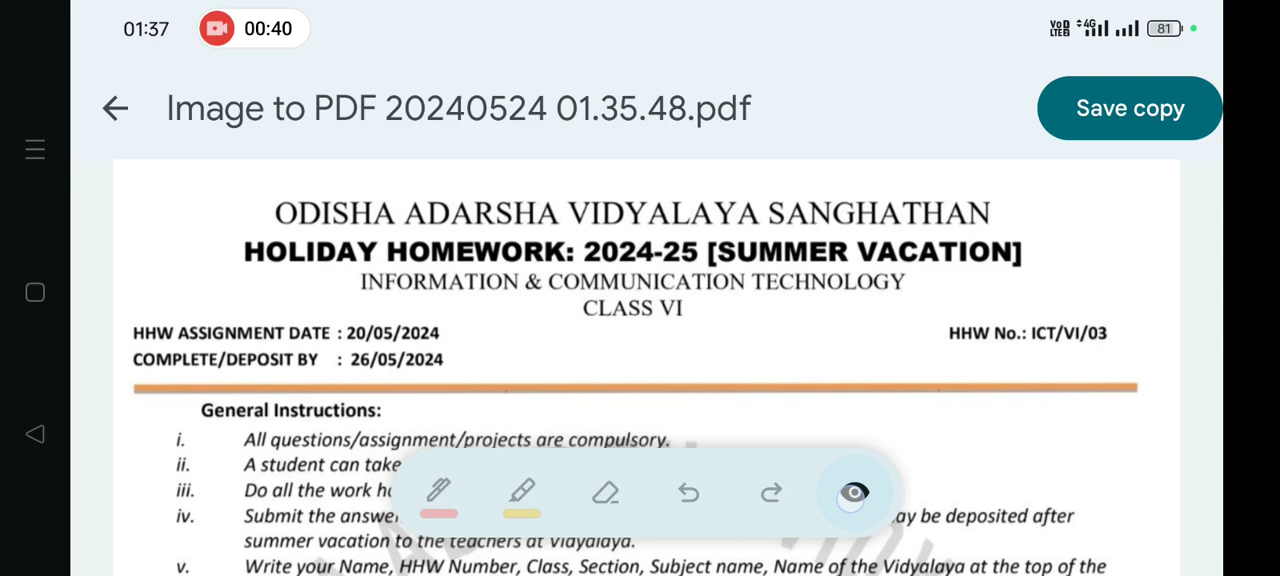 01:37 00:40 VoD LTE2 4G 81
Image to PDF 20240524 01.35.48.pdf
Save copy
ODISHA ADARSHA VIDYALAYA SANGHATHAN
HOLIDAY HOMEWORK: 2024-25 [SUMMER VACATION]
INFORMATION & COMMUNICATION TECHNOLOGY
CLASS VI
HHW ASSIGNMENT DATE : 20/05/2024 HHW No.: ICT/VI/03
COMPLETE/DEPOSIT BY : 26/05/2024
General Instructions:
i. All questions/assignment/projects are compulsory.
ii. A student can take
iii. Do all the work
iv. Submit the be deposited after
summer vacation to the teachers at Vidyalaya.
v. Write your Name, HHW Number, Class, Section, Subject name, Name of the Vidyalaya at the top of the